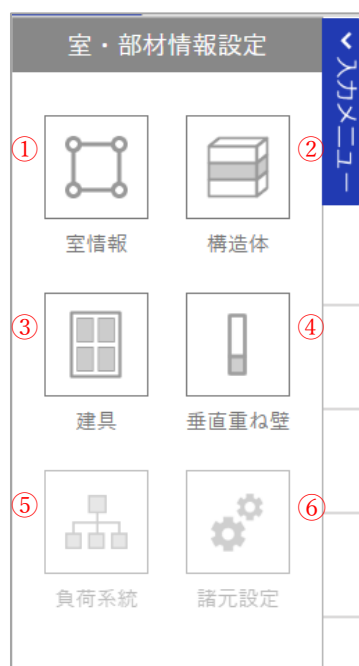 室・部材情報設定
く入力メニュー
①
②
室情報
構造体
③
④
建具
垂直重ね壁
⑤
⑥
負荷系統
諸元設定